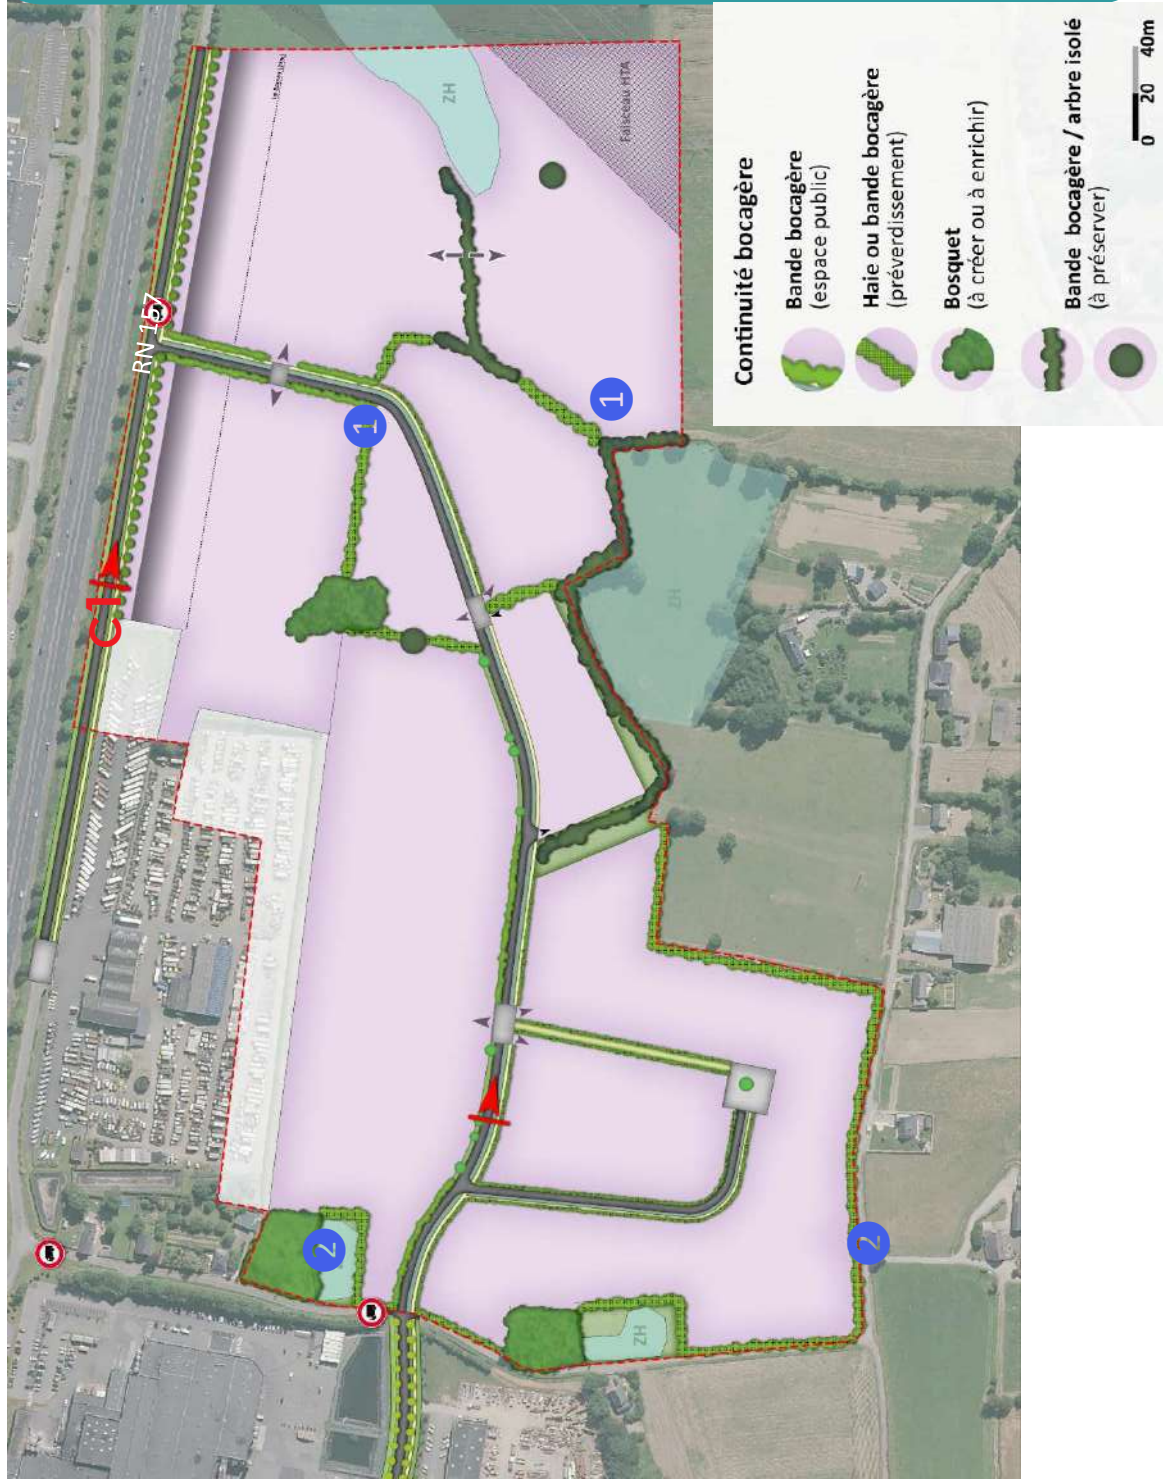 RN 157
C1
ZH
Faisceau HTA
1
1
ZH
2
2
ZH
Continuité bocagère
Bande bocagère
(espace public)
Haie ou bande bocagère
(préverdissement)
Bosquet
(à créer ou à enrichir)
Bande bocagère / arbre isolé
(à préserver)
0 20 40m